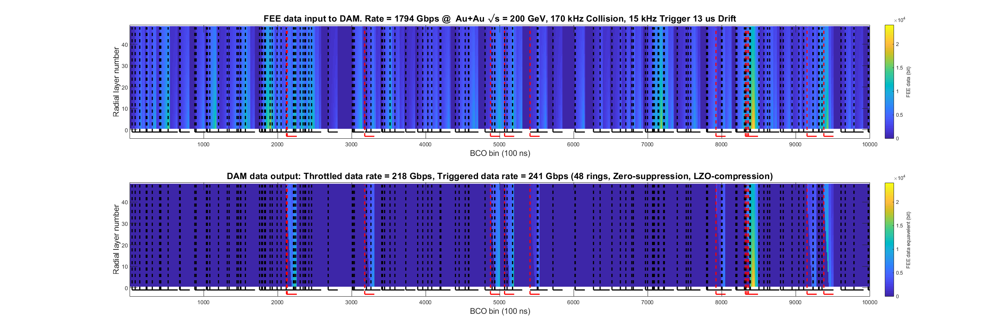 FEE data input to DAM. Rate = 1794 Gbps @  Au+Au √s = 200 GeV, 170 kHz Collision, 15 kHz Trigger 13 us Drift
×10^4
40
30
20
10
0
Radial layer number
2
1.5
1
0.5
0
FEE data (bit)
1000 2000 3000 4000 5000 6000 7000 8000 9000 10000
BCO bin (100 ns)
DAM data output: Throttled data rate = 218 Gbps, Triggered data rate = 241 Gbps (48 rings, Zero-suppression, LZO-compression)
×10^4
40
30
20
10
0
Radial layer number
2
1.5
1
0.5
0
FEE data equavelent (bit)
1000 2000 3000 4000 5000 6000 7000 8000 9000 10000
BCO bin (100 ns)